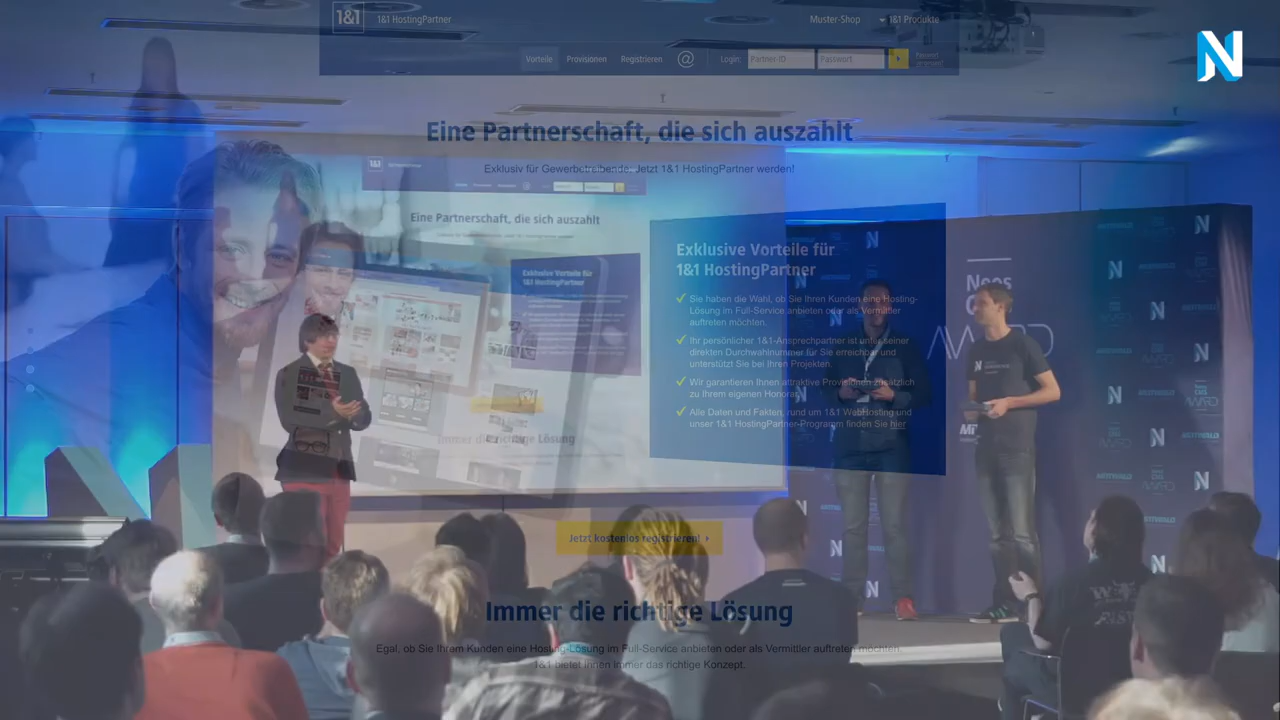 1&1
1&1 HostingPartner
Muster-Shop
1&1 Produkte
Vorteile
Provisionen
Registrieren
@
Login:
Partner-ID
Passwort
N
Eine Partnerschaft, die sich auszahlt
Exklusiv für Gewerbetreibende: Jetzt 1&1 HostingPartner werden!
1&1
Eine Partnerschaft, die sich auszahlt
Exklusive Vorteile für
1&1 HostingPartner
Exklusive Vorteile für
1&1 HostingPartner
Sie haben die Wahl, ob Sie Ihren Kunden eine Hosting-
Lösung im Full-Service anbieten oder als Vermittler
auftreten möchten.
Ihr persönlicher 1&1-Ansprechpartner ist unter seiner
direkten Durchwahlnummer für Sie erreichbar und
unterstützt Sie bei Ihren Projekten.
Wir garantieren Ihnen attraktive Provisionen zusätzlich
zu Ihrem eigenen Honorar.
Alle Daten und Fakten rund um 1&1 WebHosting und
unser 1&1 HostingPartner-Programm finden Sie hier
Neos
AWARD
Immer die richtige Lösung
Jetzt kostenlos registrieren!
Immer die richtige Lösung
Egal, ob Sie Ihrem Kunden eine Hosting-Lösung im Full-Service anbieten oder als Vermittler auftreten möchten,
1&1 bietet Ihnen immer das richtige Konzept.